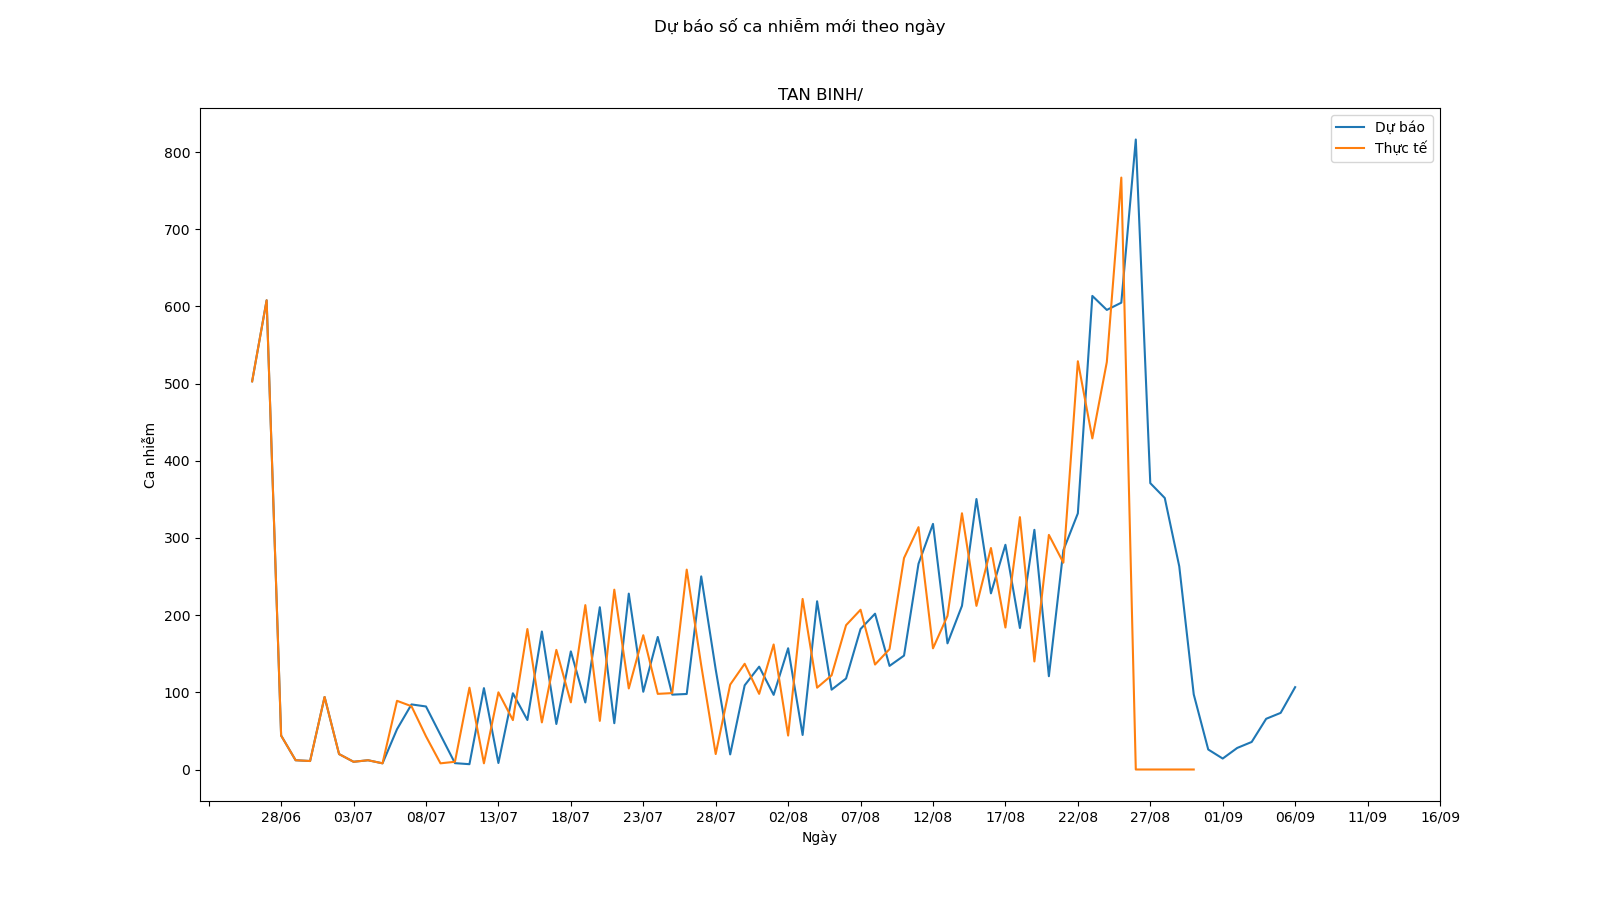 Dự báo số ca nhiễm mới theo ngày
TAN BINH/
Dự báo
Thực tế
800
700
600
500
400
300
200
100
0
Ca nhiễm
28/06 03/07 08/07 13/07 18/07 23/07 28/07 02/08 07/08 12/08 17/08 22/08 27/08 01/09 06/09 11/09 16/09
Ngày